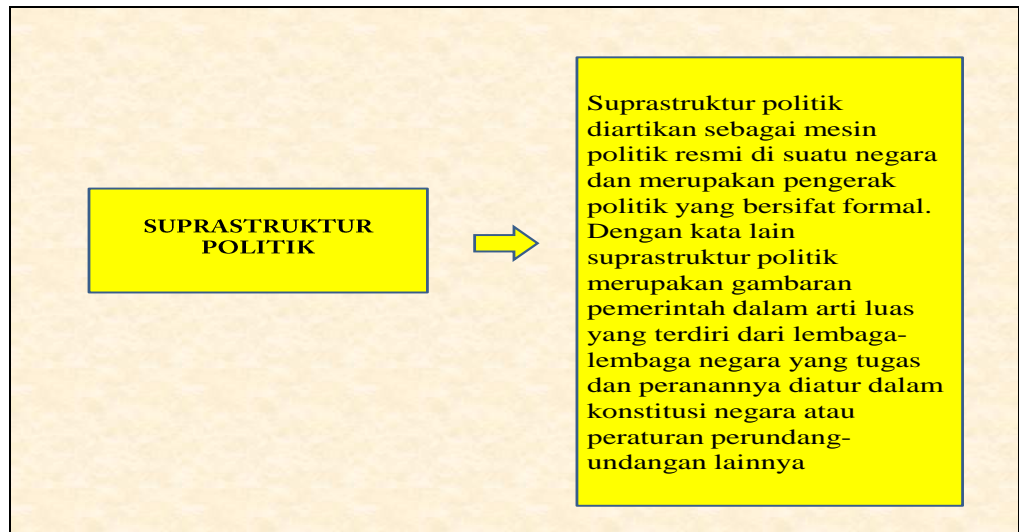 SUPRASTRUKTUR
POLITIK
Suprastruktur politik
diartikan sebagai mesin
politik resmi di suatu negara
dan merupakan pengerak
politik yang bersifat formal.
Dengan kata lain
suprastruktur politik
merupakan gambaran
pemerintah dalam arti luas
yang terdiri dari lembaga-
lembaga negara yang tugas
dan peranannya diatur dalam
konstitusi negara atau
peraturan perundang-
undangan lainnya